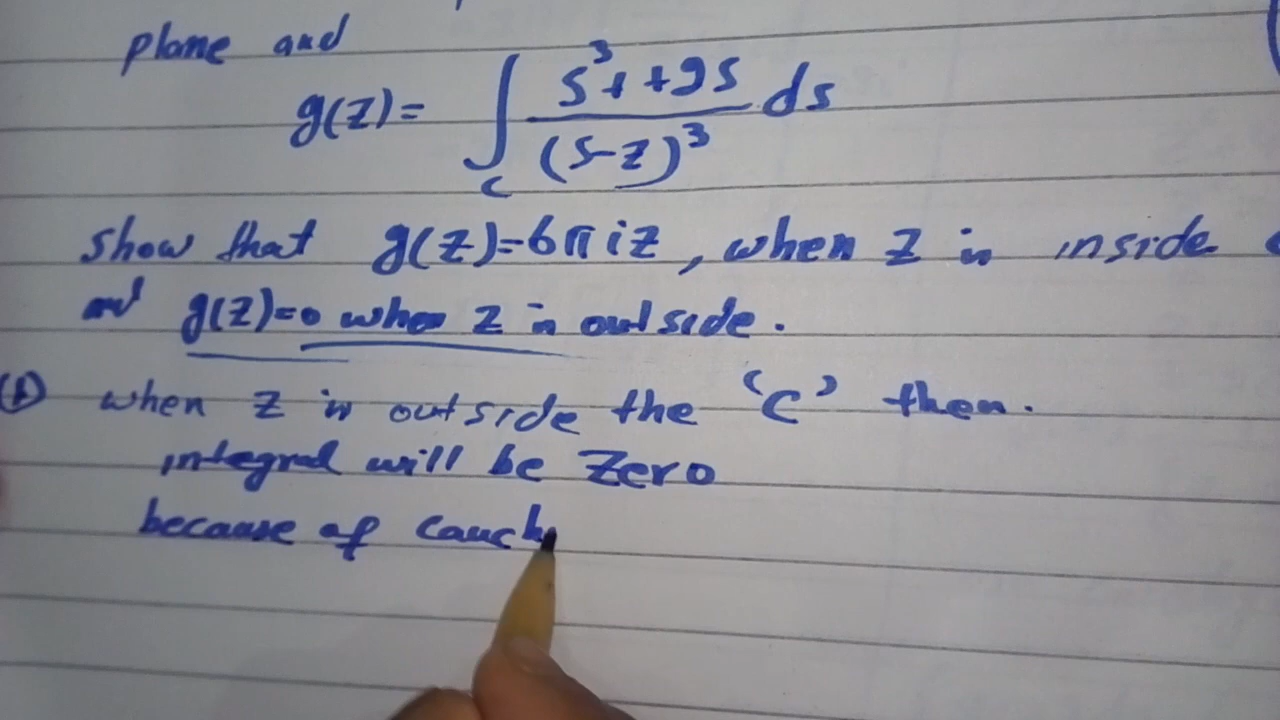 plane and
g(z)= ∫_C (s³+ +2s)/(s-z)³ ds
show that g(z)=6πiz, when z is inside
and g(z)=0 when z is outside.
when z is outside the 'C' then.
integral will be Zero
because of Cauch